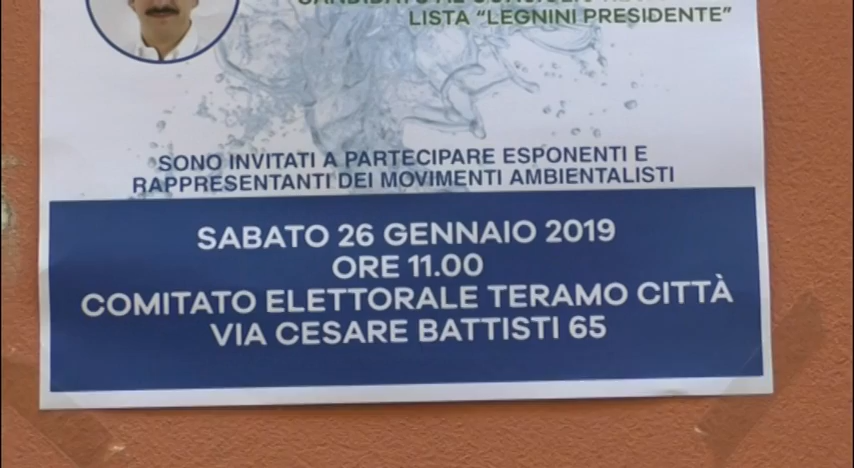 LISTA "LEGNINI PRESIDENTE"
SONO INVITATI A PARTECIPARE ESPONENTI E
RAPPRESENTANTI DEI MOVIMENTI AMBIENTALISTI
SABATO 26 GENNAIO 2019
ORE 11.00
COMITATO ELETTORALE TERAMO CITTÀ
VIA CESARE BATTISTI 65